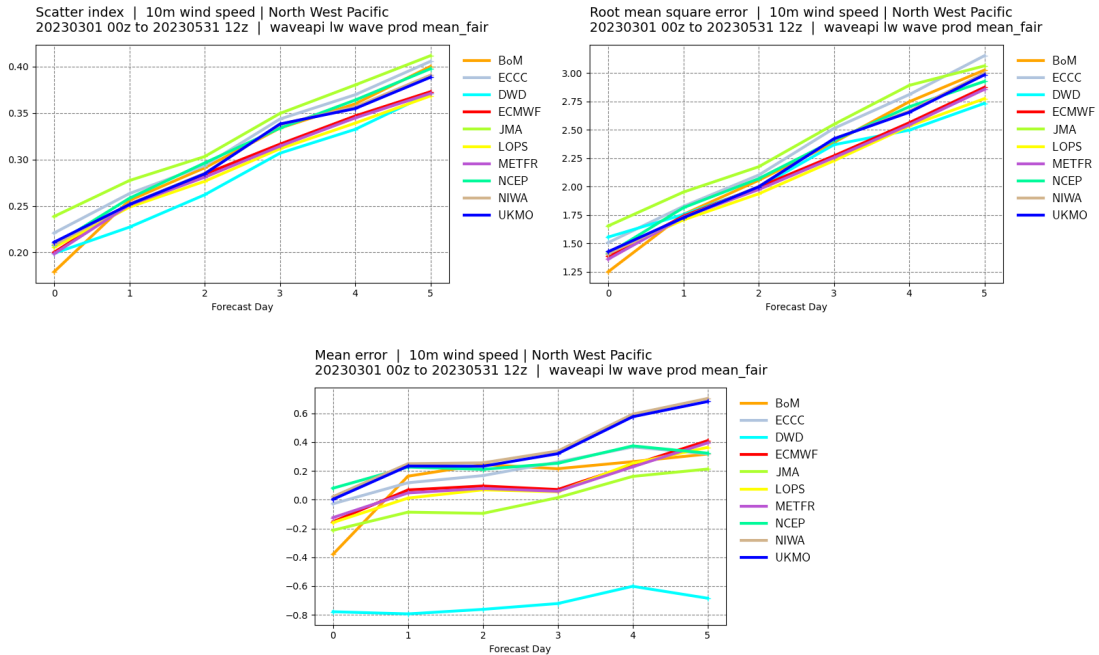 Scatter index | 10m wind speed | North West Pacific
20230301 00z to 20230531 12z | waveapi lw wave prod mean_fair
0.40
0.35
0.30
0.25
0.20
0 1 2 3 4 5
Forecast Day
BoM
ECCC
DWD
ECMWF
JMA
LOPS
METFR
NCEP
NIWA
UKMO
Root mean square error | 10m wind speed | North West Pacific
20230301 00z to 20230531 12z | waveapi lw wave prod mean_fair
3.00
2.75
2.50
2.25
2.00
1.75
1.50
1.25
0 1 2 3 4 5
Forecast Day
BoM
ECCC
DWD
ECMWF
JMA
LOPS
METFR
NCEP
NIWA
UKMO
Mean error | 10m wind speed | North West Pacific
20230301 00z to 20230531 12z | waveapi lw wave prod mean_fair
0.6
0.4
0.2
0.0
−0.2
−0.4
−0.6
−0.8
0 1 2 3 4 5
Forecast Day
BoM
ECCC
DWD
ECMWF
JMA
LOPS
METFR
NCEP
NIWA
UKMO